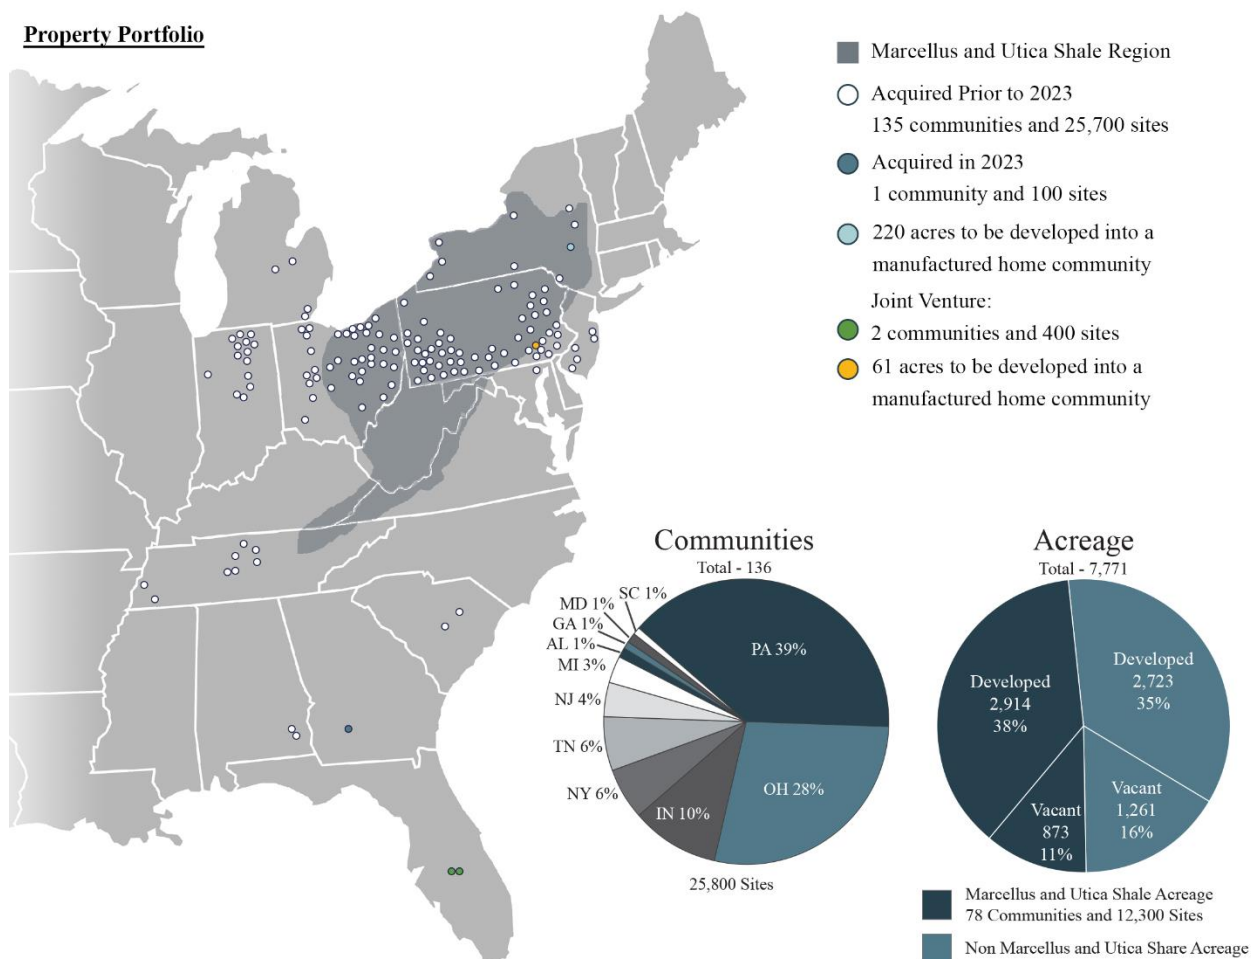 Property Portfolio
Marcellus and Utica Shale Region
Acquired Prior to 2023
135 communities and 25,700 sites
Acquired in 2023
1 community and 100 sites
220 acres to be developed into a
manufactured home community
Joint Venture:
2 communities and 400 sites
61 acres to be developed into a
manufactured home community
Communities
Total - 136
SC 1%
MD 1%
GA 1%
AL 1%
MI 3%
NJ 4%
TN 6%
NY 6%
IN 10%
OH 28%
PA 39%
25,800 Sites
Acreage
Total - 7,771
Developed
2,914
38%
Developed
2,723
35%
Vacant
873
11%
Vacant
1,261
16%
Marcellus and Utica Shale Acreage
78 Communities and 12,300 Sites
Non Marcellus and Utica Share Acreage